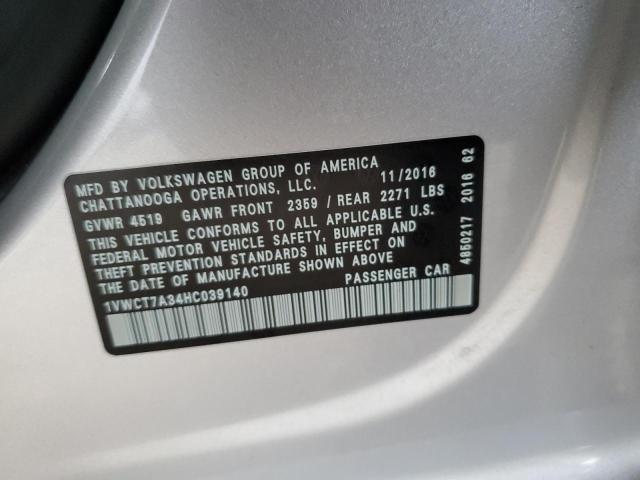 MFD BY VOLKSWAGEN GROUP OF AMERICA
CHATTANOOGA OPERATIONS, LLC. 11/2016
GVWR 4519 GAWR FRONT 2359 / REAR 2271 LBS
THIS VEHICLE CONFORMS TO ALL APPLICABLE U.S.
FEDERAL MOTOR VEHICLE SAFETY, BUMPER AND
THEFT PREVENTION STANDARDS IN EFFECT ON
THE DATE OF MANUFACTURE SHOWN ABOVE
1VWCT7A34HC039140 PASSENGER CAR
4850217 2016 62